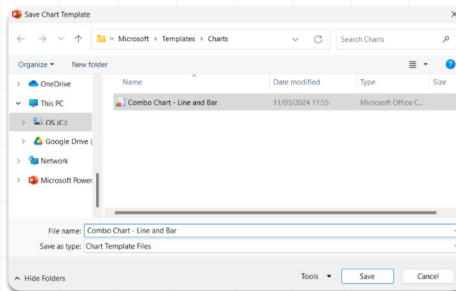 Save Chart Template
Microsoft > Templates > Charts
Search Charts
Organize
New folder
Name
Date modified
Type
Size
OneDrive
This PC
OS (C:)
Google Drive (
Network
Microsoft Power
Combo Chart - Line and Bar
11/03/2024 11:55
Microsoft Office C...
File name: Combo Chart - Line and Bar
Save as type: Chart Template Files
Hide Folders
Tools
Save
Cancel